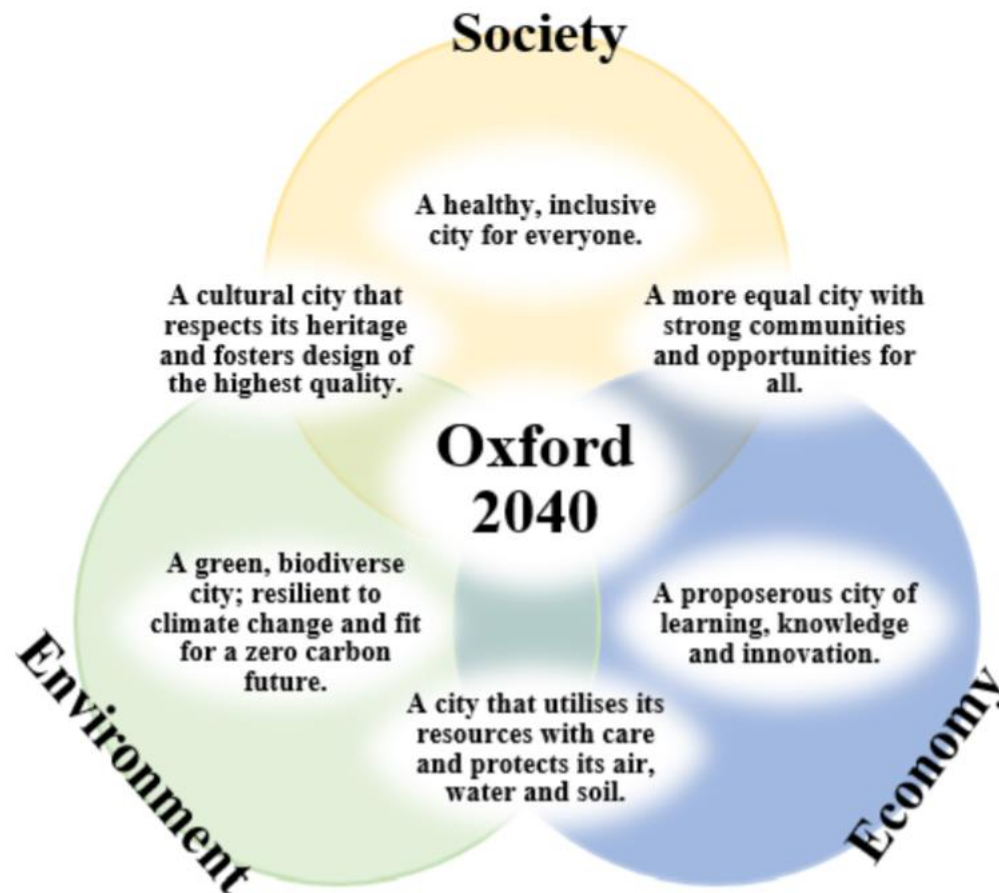 Society
A healthy, inclusive
city for everyone.
A cultural city that
respects its heritage
and fosters design of
the highest quality.
A more equal city with
strong communities
and opportunities for
all.
Oxford
2040
A green, biodiverse
city; resilient to
climate change and fit
for a zero carbon
future.
A proposerous city of
learning, knowledge
and innovation.
A city that utilises its
resources with care
and protects its air,
water and soil.
Environment
Economy